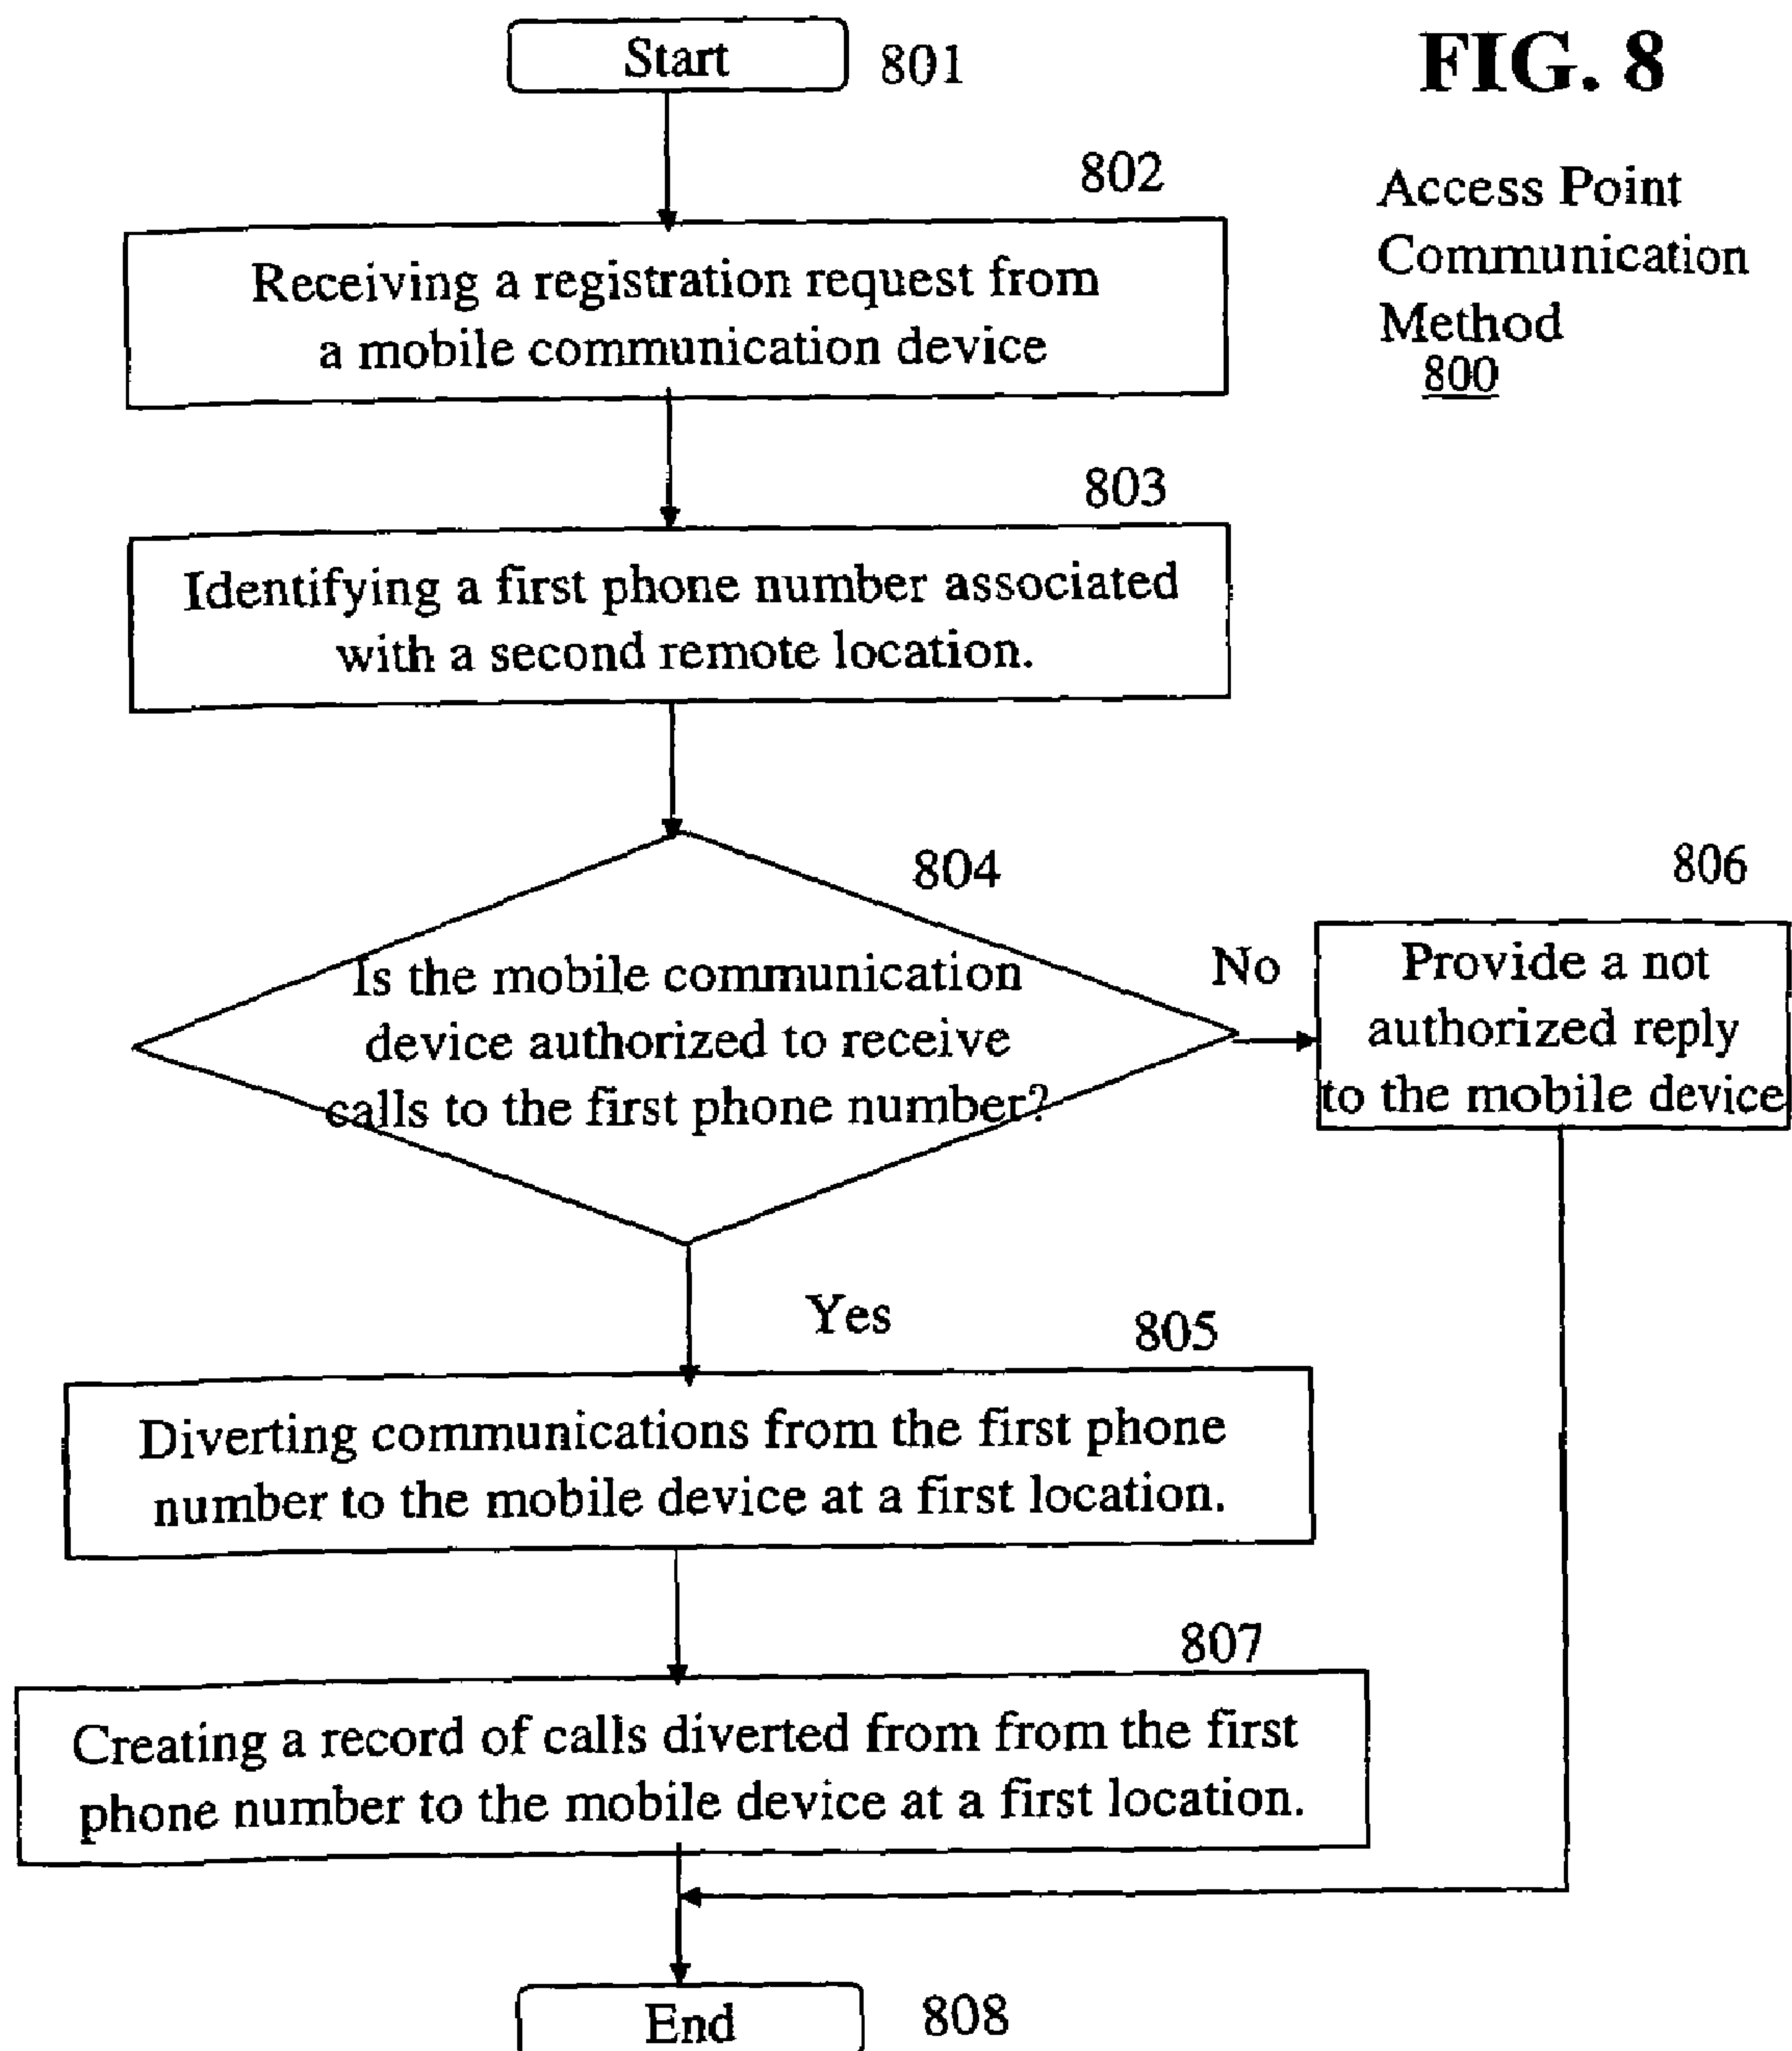 Start
801
FIG. 8
Access Point
Communication
Method
800
802
Receiving a registration request from
a mobile communication device
803
Identifying a first phone number associated
with a second remote location.
804
Is the mobile communication
device authorized to receive
calls to the first phone number?
No
806
Provide a not
authorized reply
to the mobile device
Yes
805
Diverting communications from the first phone
number to the mobile device at a first location.
807
Creating a record of calls diverted from from the first
phone number to the mobile device at a first location.
End
808